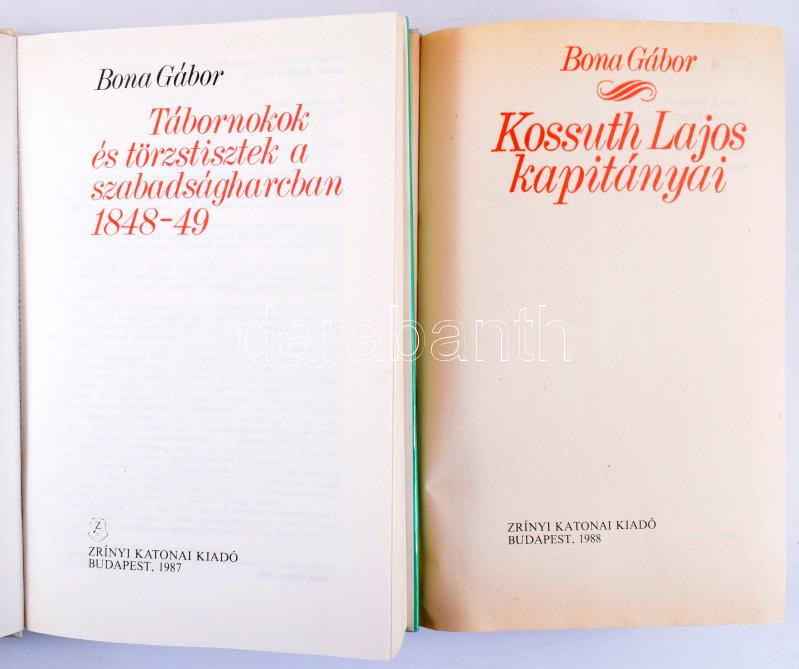 Bona Gábor
Tábornokok
és törzstisztek a
szabadságharcban
1848-49
Z
ZRÍNYI KATONAI KIADÓ
BUDAPEST, 1987
Bona Gábor
Kossuth Lajos
kapitányai
ZRÍNYI KATONAI KIADÓ
BUDAPEST, 1988
darabanth